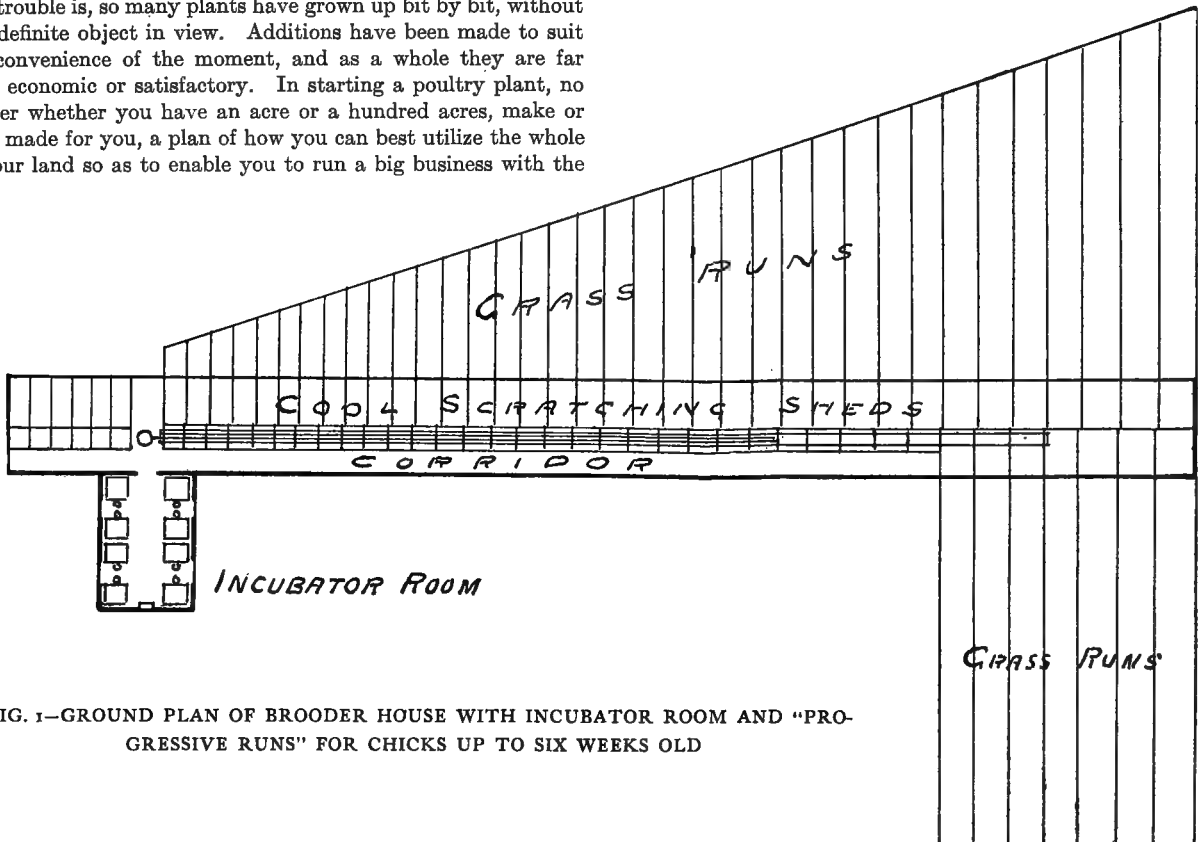 trouble is, so many plants have grown up bit by bit, without
definite object in view. Additions have been made to suit
convenience of the moment, and as a whole they are far
economic or satisfactory. In starting a poultry plant, no
er whether you have an acre or a hundred acres, make or
made for you, a plan of how you can best utilize the whole
our land so as to enable you to run a big business with the
GRASS RUNS
COOL SCRATCHING SHEDS
CORRIDOR
INCUBATOR ROOM
GRASS RUNS
IG. 1—GROUND PLAN OF BROODER HOUSE WITH INCUBATOR ROOM AND “PRO-
GRESSIVE RUNS” FOR CHICKS UP TO SIX WEEKS OLD